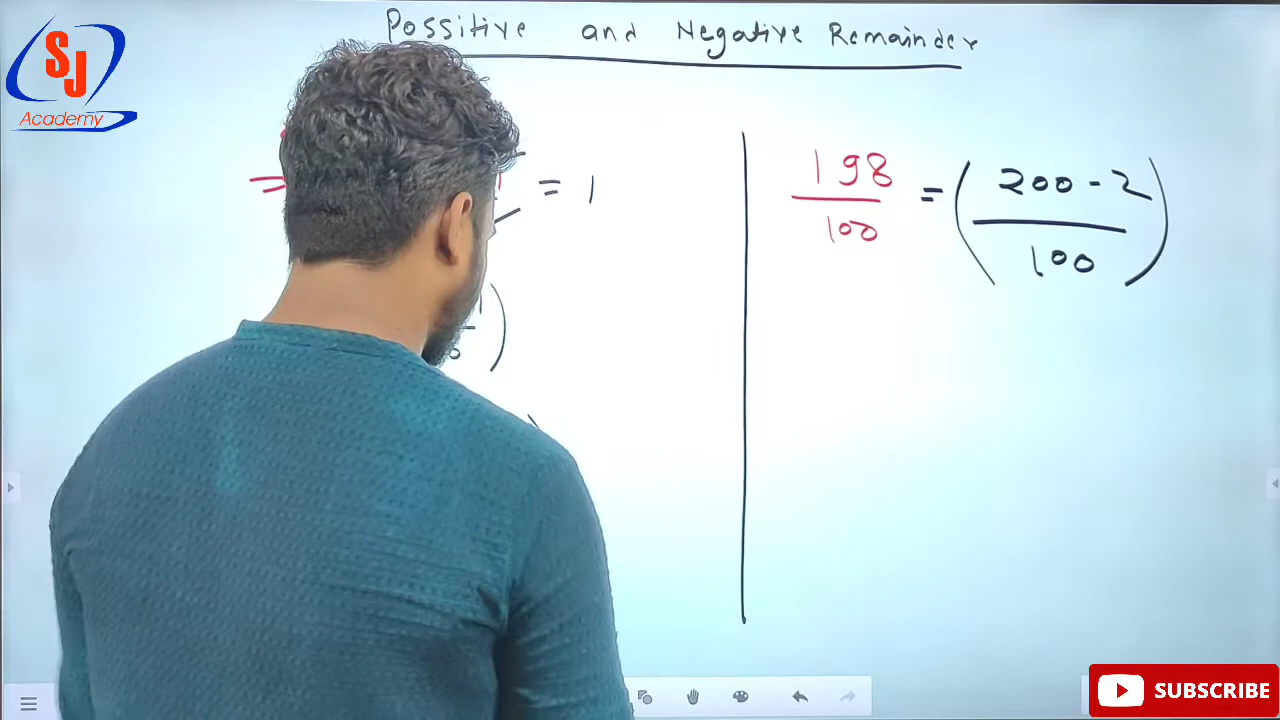 SJ
Academy
Possitive and Negative Remainder
= 1
198
100
= ( 200 - 2
100 )
SUBSCRIBE